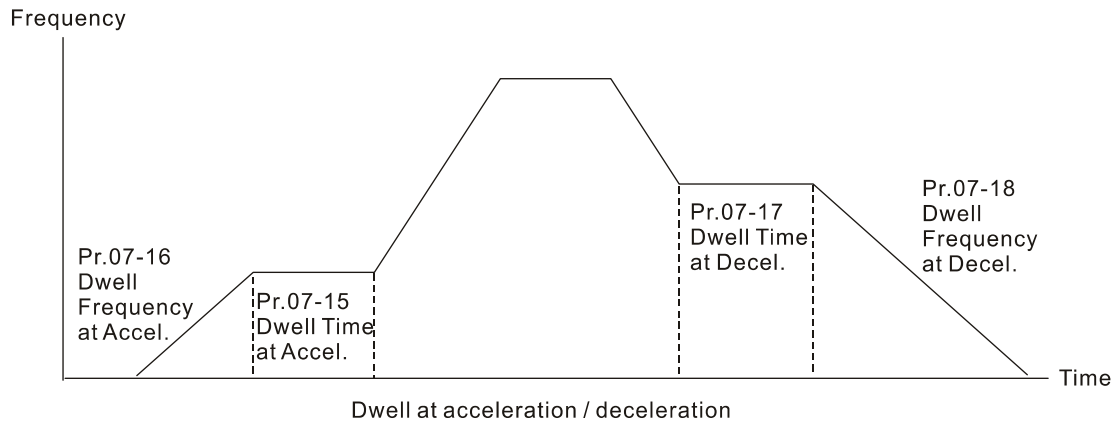 Frequency
Pr.07-16
Dwell
Frequency
at Accel.
Pr.07-15
Dwell Time
at Accel.
Pr.07-17
Dwell Time
at Decel.
Pr.07-18
Dwell
Frequency
at Decel.
Time
Dwell at acceleration / deceleration